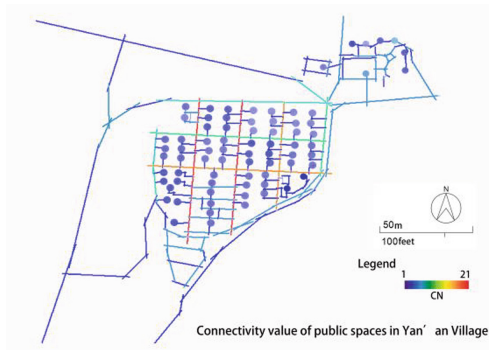 N
50m
100feet
Legend
1 21
CN
Connectivity value of public spaces in Yan’ an Village